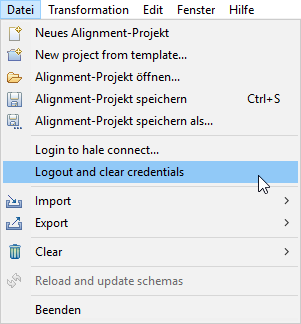 Datei Transformation Edit Fenster Hilfe
Neues Alignment-Projekt
New project from template...
Alignment-Projekt öffnen...
Alignment-Projekt speichern Ctrl+S
Alignment-Projekt speichern als...
Login to hale connect...
Logout and clear credentials
Import
Export
Clear
Reload and update schemas
Beenden